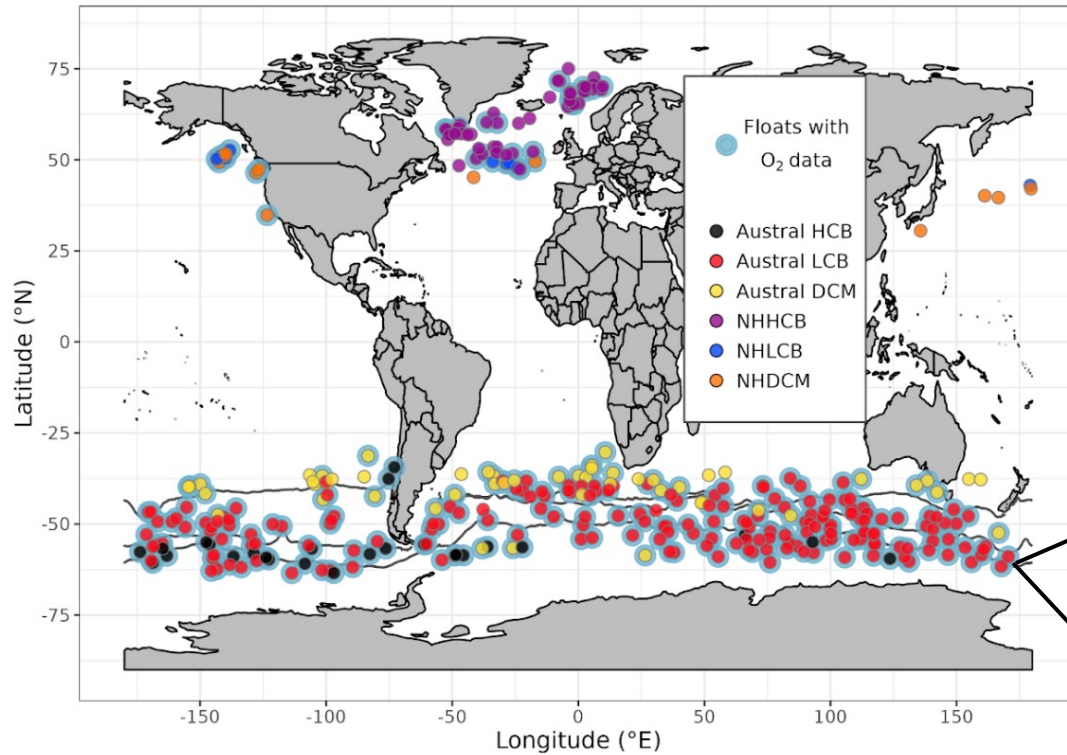 75
50
25
0
-25
-50
-75
Latitude (°N)
-150
-100
-50
0
50
100
150
Longitude (°E)
Floats with
O₂ data
Austral HCB
Austral LCB
Austral DCM
NHHCB
NHLCB
NHDCM